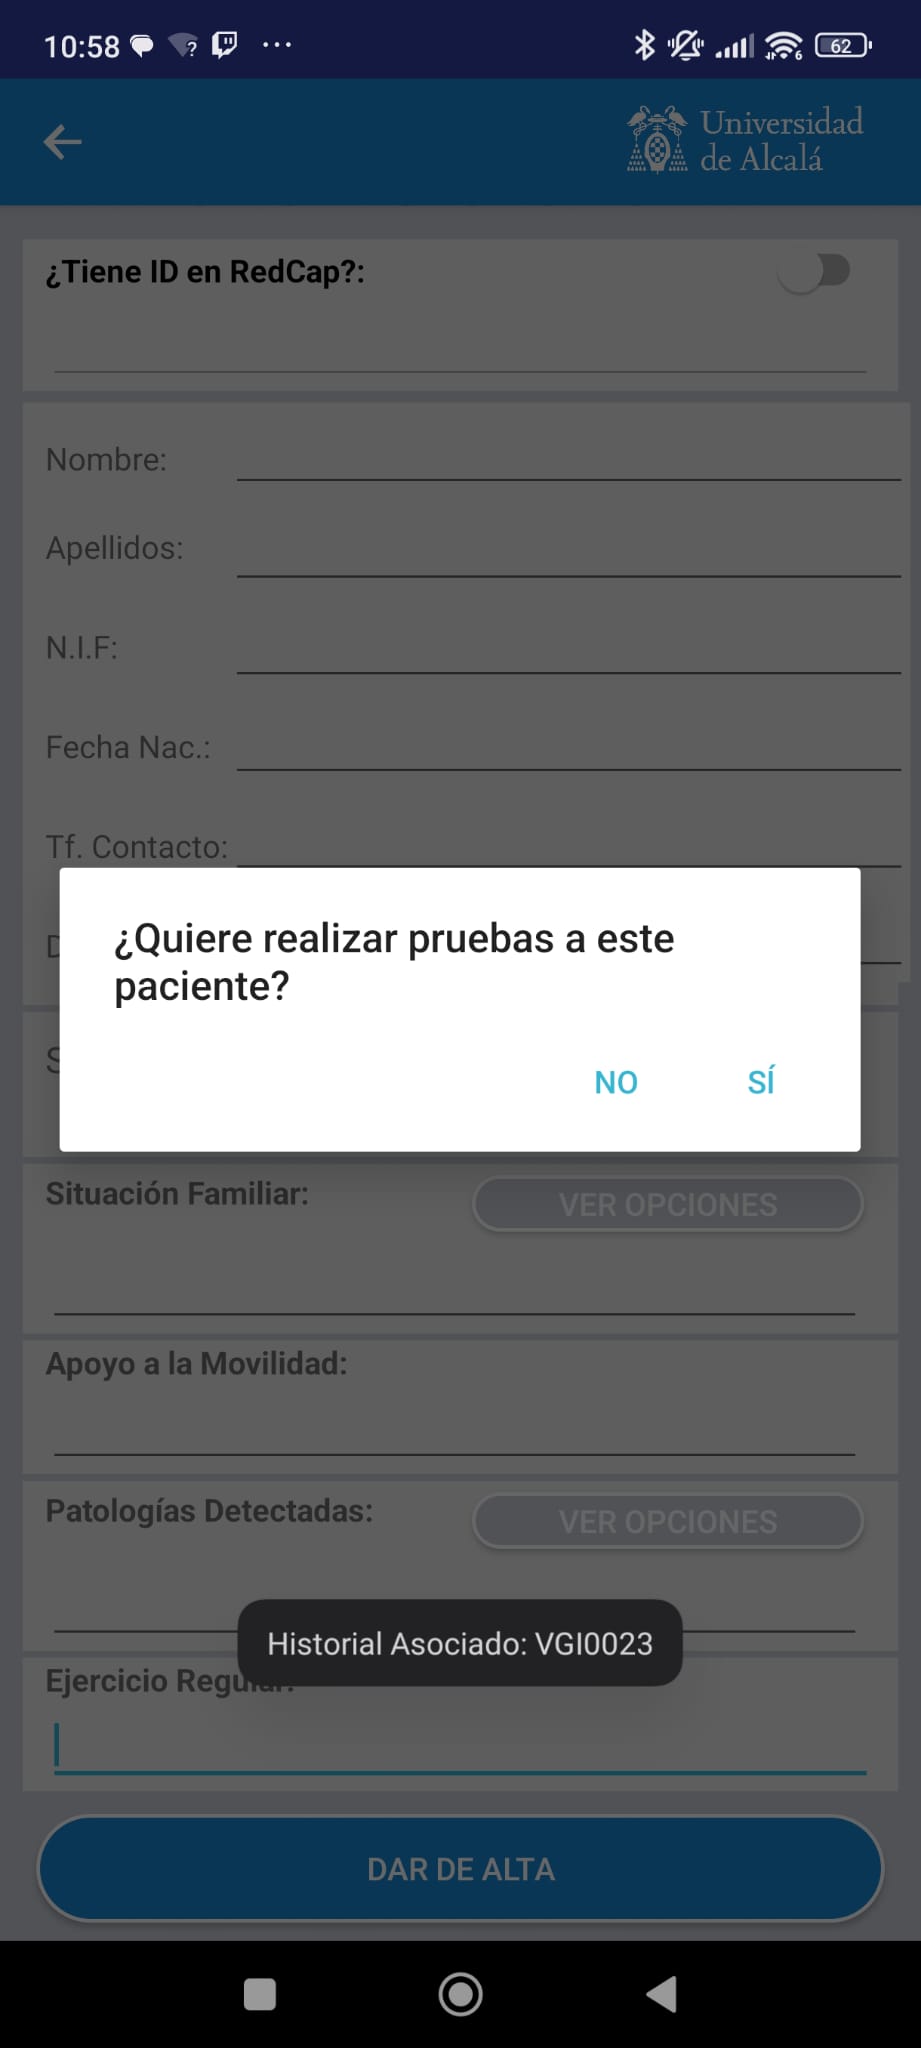 10:58
62
Universidad
de Alcalá
¿Tiene ID en RedCap?:
Nombre:
Apellidos:
N.I.F:
Fecha Nac.:
Tf. Contacto:
¿Quiere realizar pruebas a este
paciente?
NO
SÍ
Situación Familiar:
VER OPCIONES
Apoyo a la Movilidad:
Patologías Detectadas:
VER OPCIONES
Historial Asociado: VGI0023
Ejercicio Regular:
DAR DE ALTA